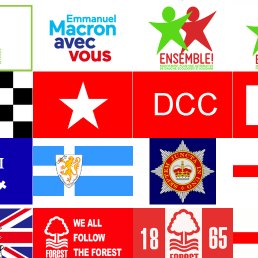 Emmanuel
Macron
avec
vous
ENSEMBLE!
DCC
WE ALL
FOLLOW
THE FOREST
FOREST
18
65
FOREST